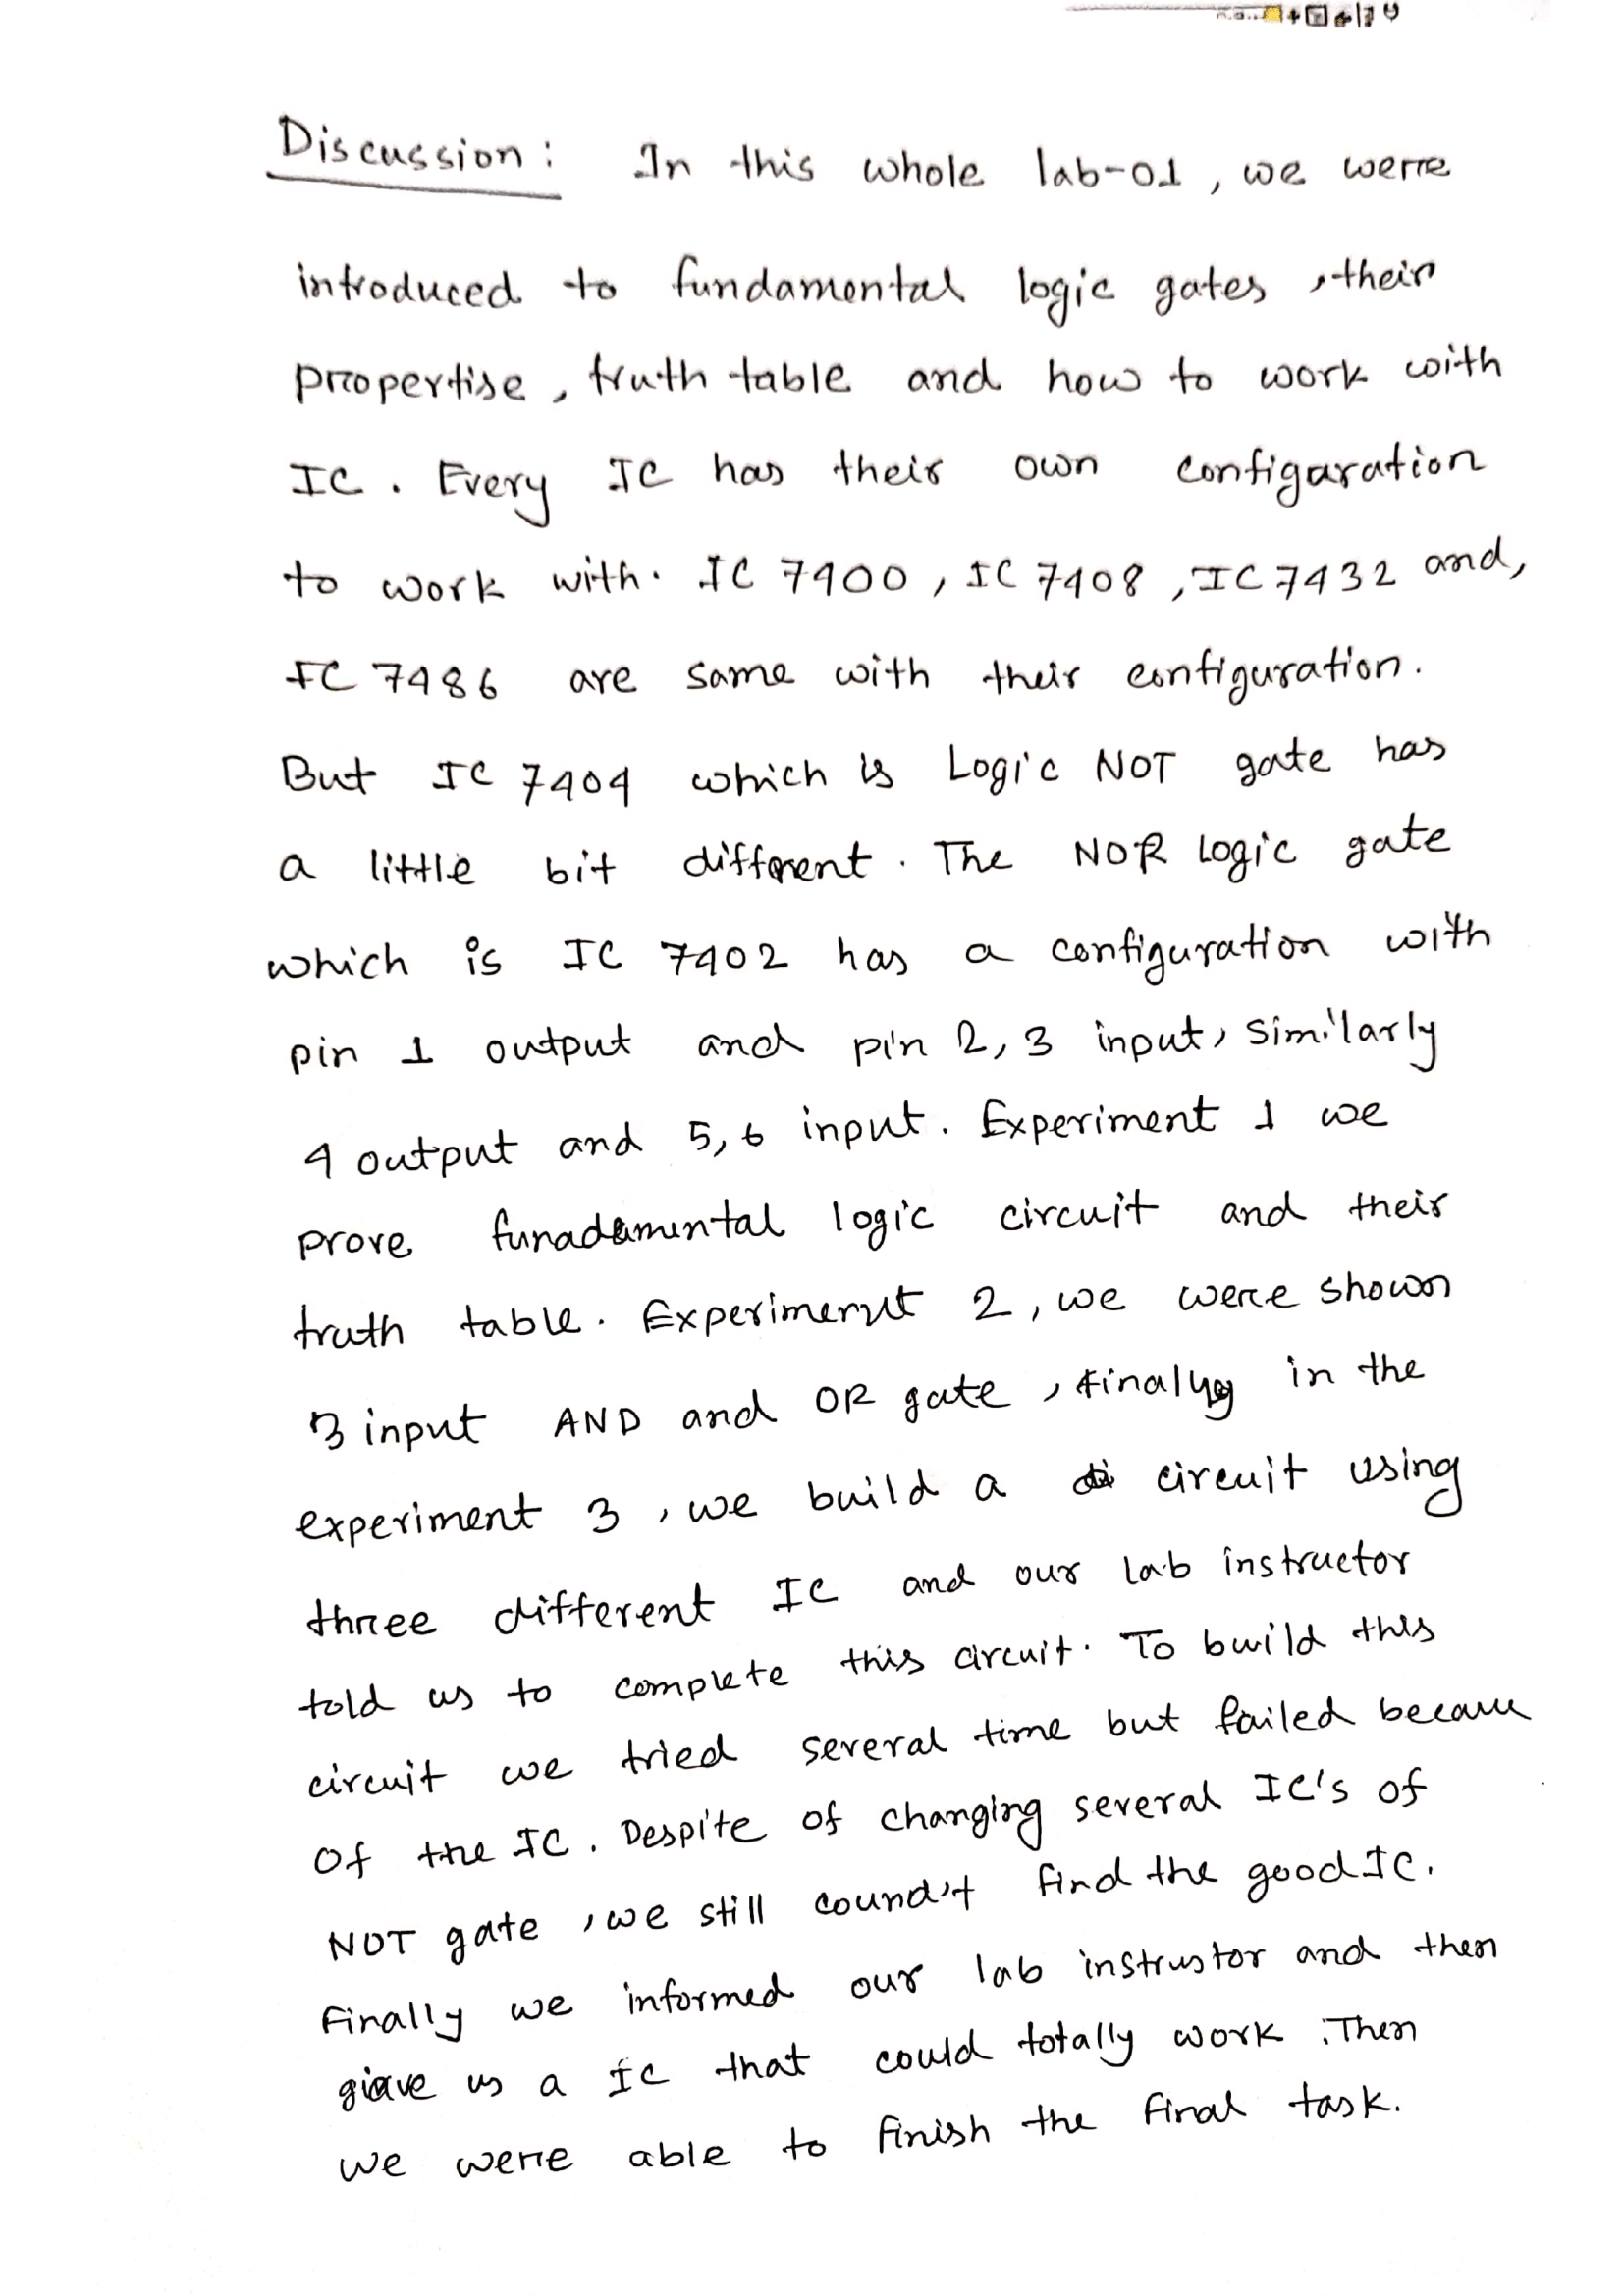 Discussion: In this whole lab-01, we were
introduced to fundamental logic gates, their
propertise, truth table and how to work with
IC. Every IC has their own configaration
to work with. IC 7400, IC 7408, IC 7432 and,
IC 7486 are same with their configuration.
But IC 7404 which is Logic NOT gate has
a little bit different. The NOR Logic gate
which is IC 7402 has a configuration with
pin 1 output and pin 2, 3 input, similarly
4 output and 5, 6 input. Experiment 1 we
prove funadamental logic circuit and their
truth table. Experiment 2, we were shown
3 input AND and OR gate, finaly in the
experiment 3, we build a circuit using
three different IC and our lab instructor
told us to complete this circuit. To build this
circuit we tried several time but failed because
of the IC. Despite of changing several IC's of
NOT gate, we still cound't find the good IC.
Finally we informed our lab instrustor and then
gave us a IC that could totally work. Then
we were able to finish the final task.